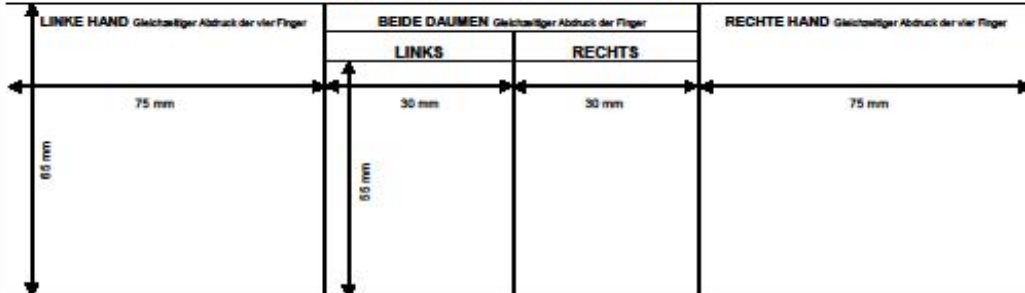 LINKE HAND Gleichzeitiger Abdruck der vier Finger
BEIDE DAUMEN Gleichzeitiger Abdruck der Finger
RECHTE HAND Gleichzeitiger Abdruck der vier Finger
LINKS
RECHTS
75 mm
30 mm
30 mm
75 mm
65 mm
55 mm